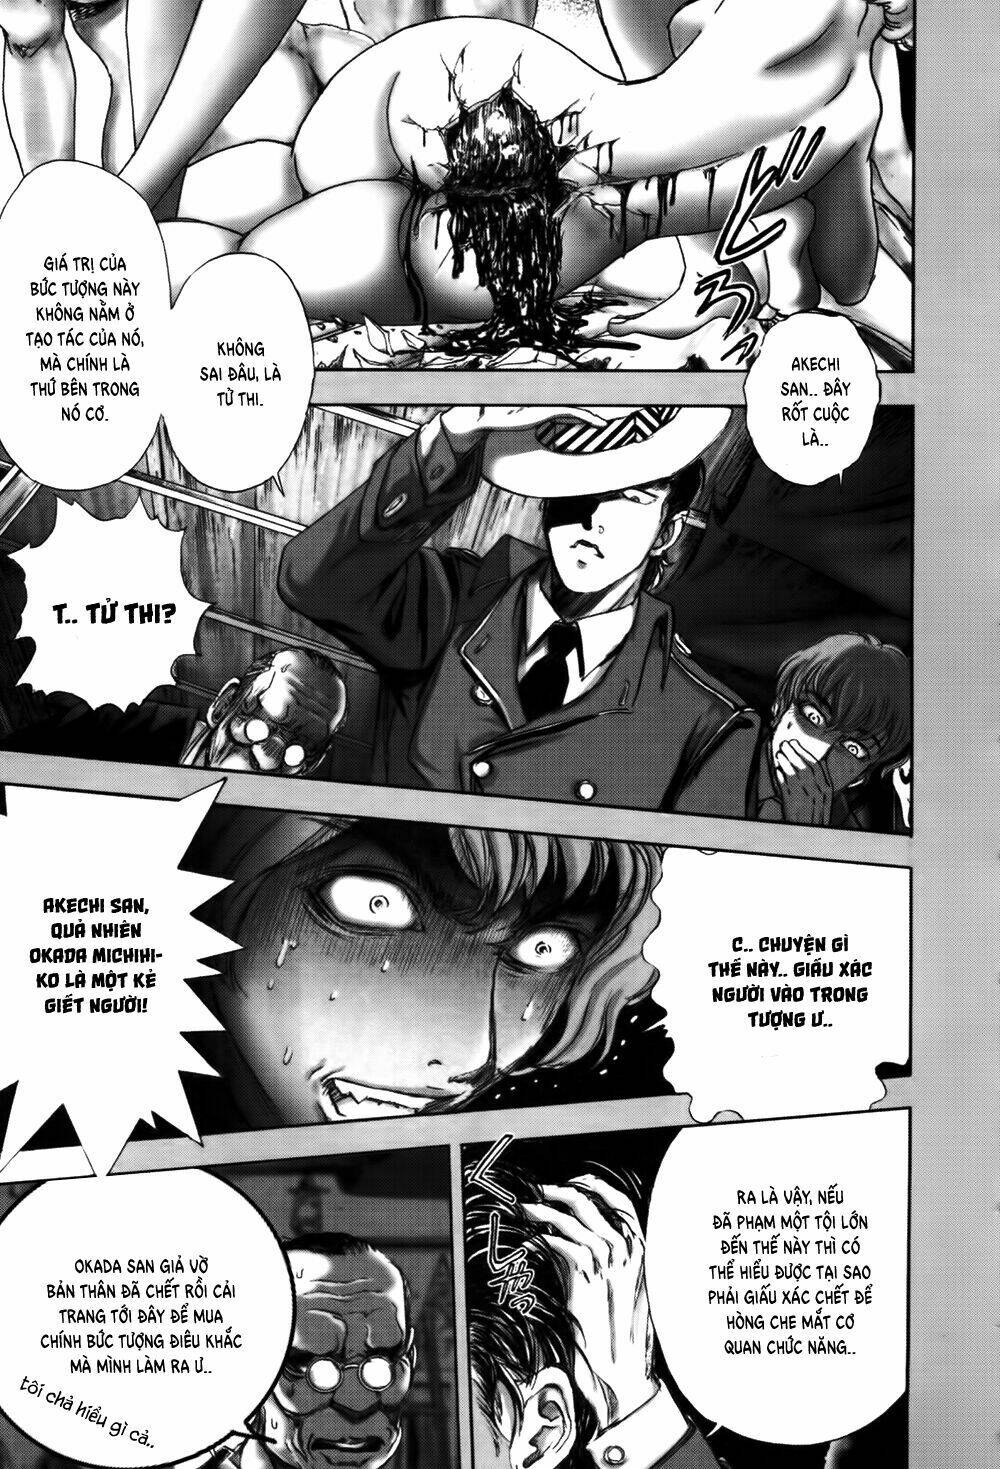 AKECHI
SAN.. ĐÂY
RỐT CUỘC
LÀ..
KHÔNG
SAI ĐÂU, LÀ
TỬ THI.
GIÁ TRỊ CỦA
BỨC TƯỢNG NÀY
KHÔNG NẰM Ở
TẠO TÁC CỦA NÓ,
MÀ CHÍNH LÀ
THỨ BÊN TRONG
NÓ CƠ.
T.. TỬ THI?
C.. CHUYỆN GÌ
THẾ NÀY.. GIẤU XÁC
NGƯỜI VÀO TRONG
TƯỢNG Ư..
AKECHI SAN,
QUẢ NHIÊN
OKADA MICHIHI-
KO LÀ MỘT KẺ
GIẾT NGƯỜI!
RA LÀ VẬY, NẾU
ĐÃ PHẠM MỘT TỘI LỚN
ĐẾN THẾ NÀY THÌ CÓ
THỂ HIỂU ĐƯỢC TẠI SAO
PHẢI GIẤU XÁC CHẾT ĐỂ
HÒNG CHE MẮT CƠ
QUAN CHỨC NĂNG..
OKADA SAN GIẢ VỜ
BẢN THÂN ĐÃ CHẾT RỒI CẢI
TRANG TỚI ĐÂY ĐỂ MUA
CHÍNH BỨC TƯỢNG ĐIÊU KHẮC
MÀ MÌNH LÀM RA Ư..
tôi chả hiểu gì cả..